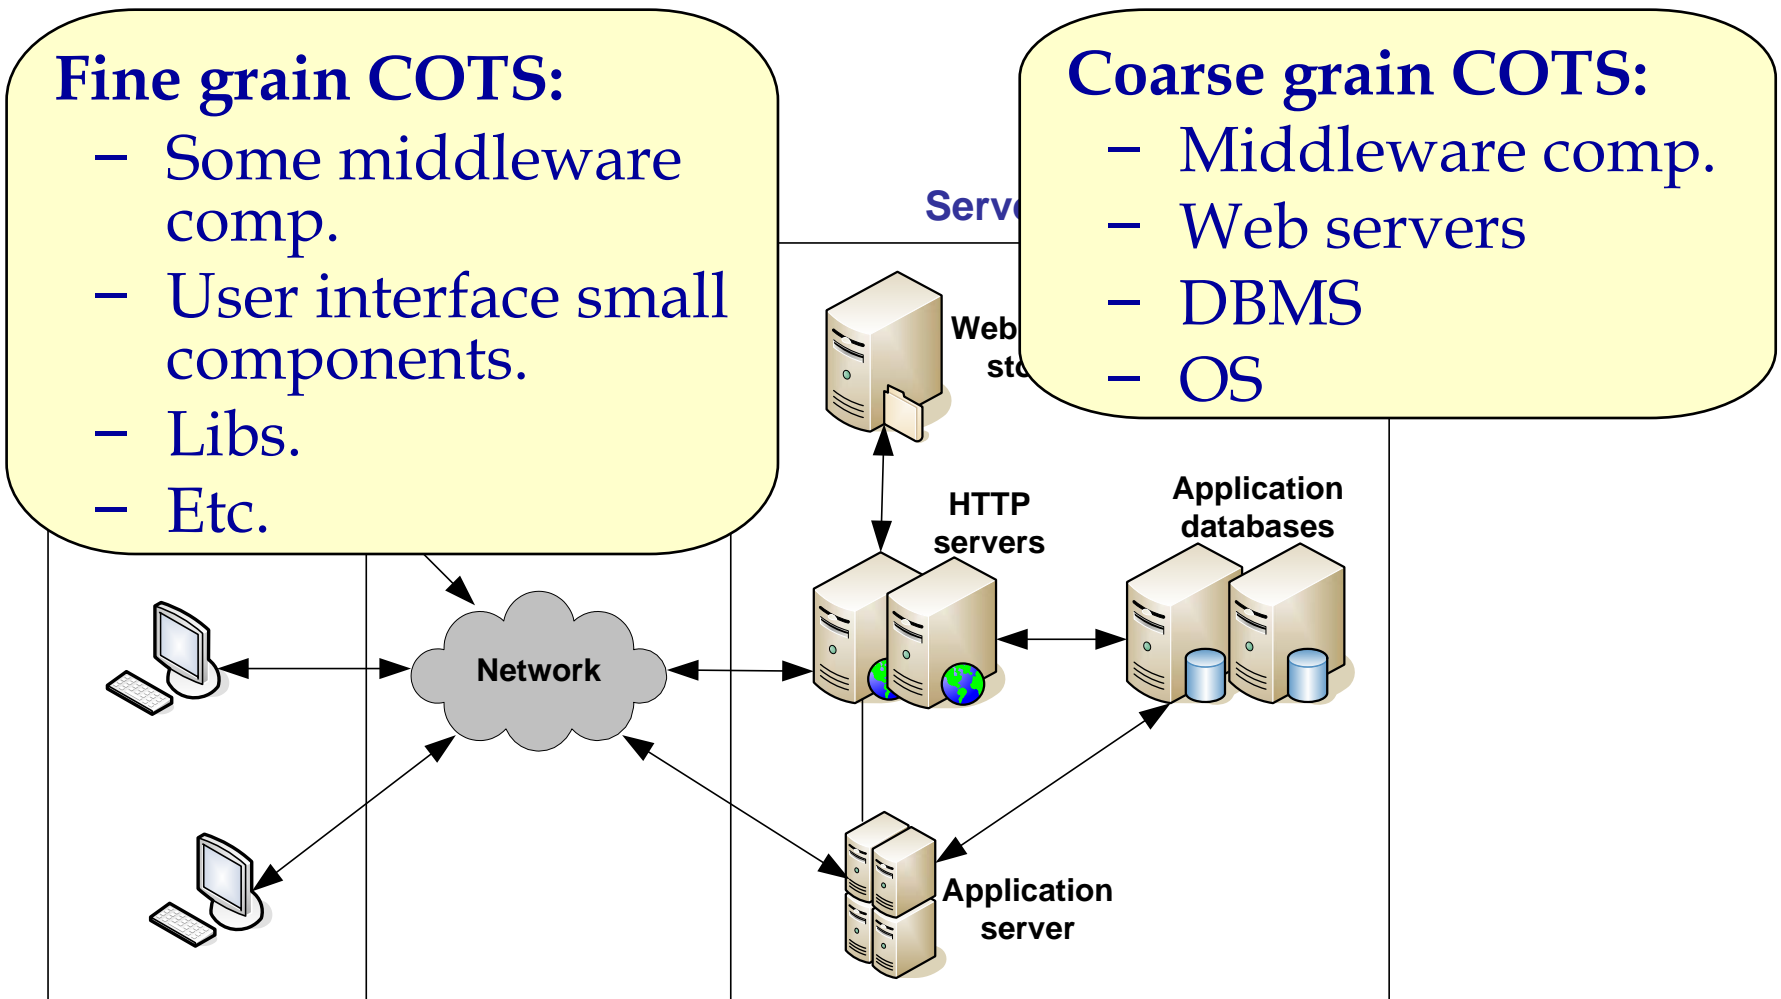 Fine grain COTS:
– Some middleware
comp.
– User interface small
components.
– Libs.
– Etc.
Coarse grain COTS:
– Middleware comp.
– Web servers
– DBMS
– OS
Web
HTTP
servers
Application
databases
Network
Application
server